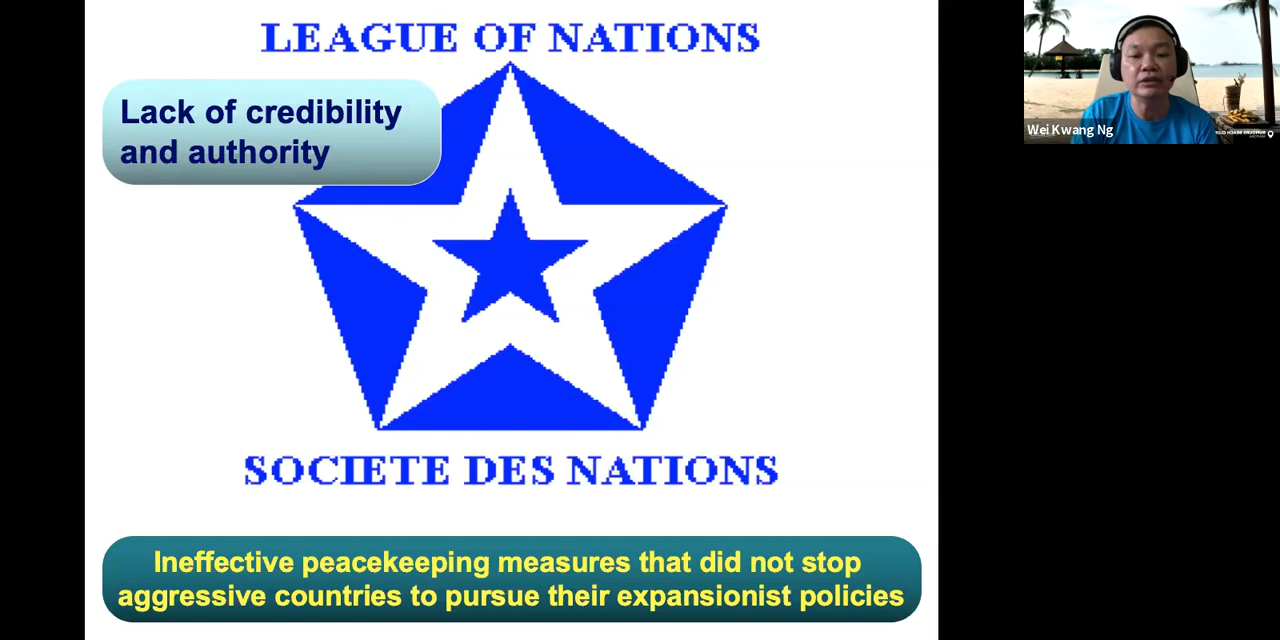 LEAGUE OF NATIONS
Lack of credibility
and authority
SOCIETE DES NATIONS
Ineffective peacekeeping measures that did not stop
aggressive countries to pursue their expansionist policies
Wei Kwang Ng